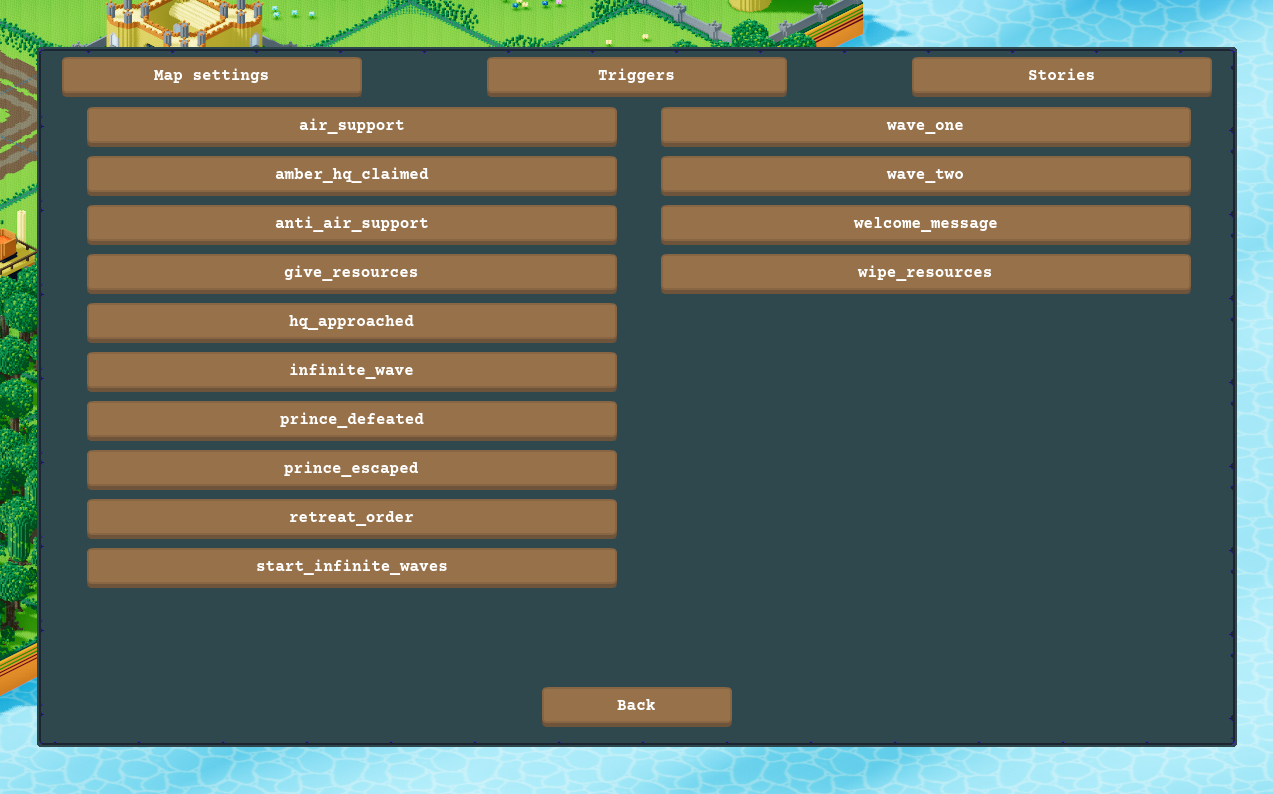 Map settings
Triggers
Stories
air_support
amber_hq_claimed
anti_air_support
give_resources
hq_approached
infinite_wave
prince_defeated
prince_escaped
retreat_order
start_infinite_waves
wave_one
wave_two
welcome_message
wipe_resources
Back